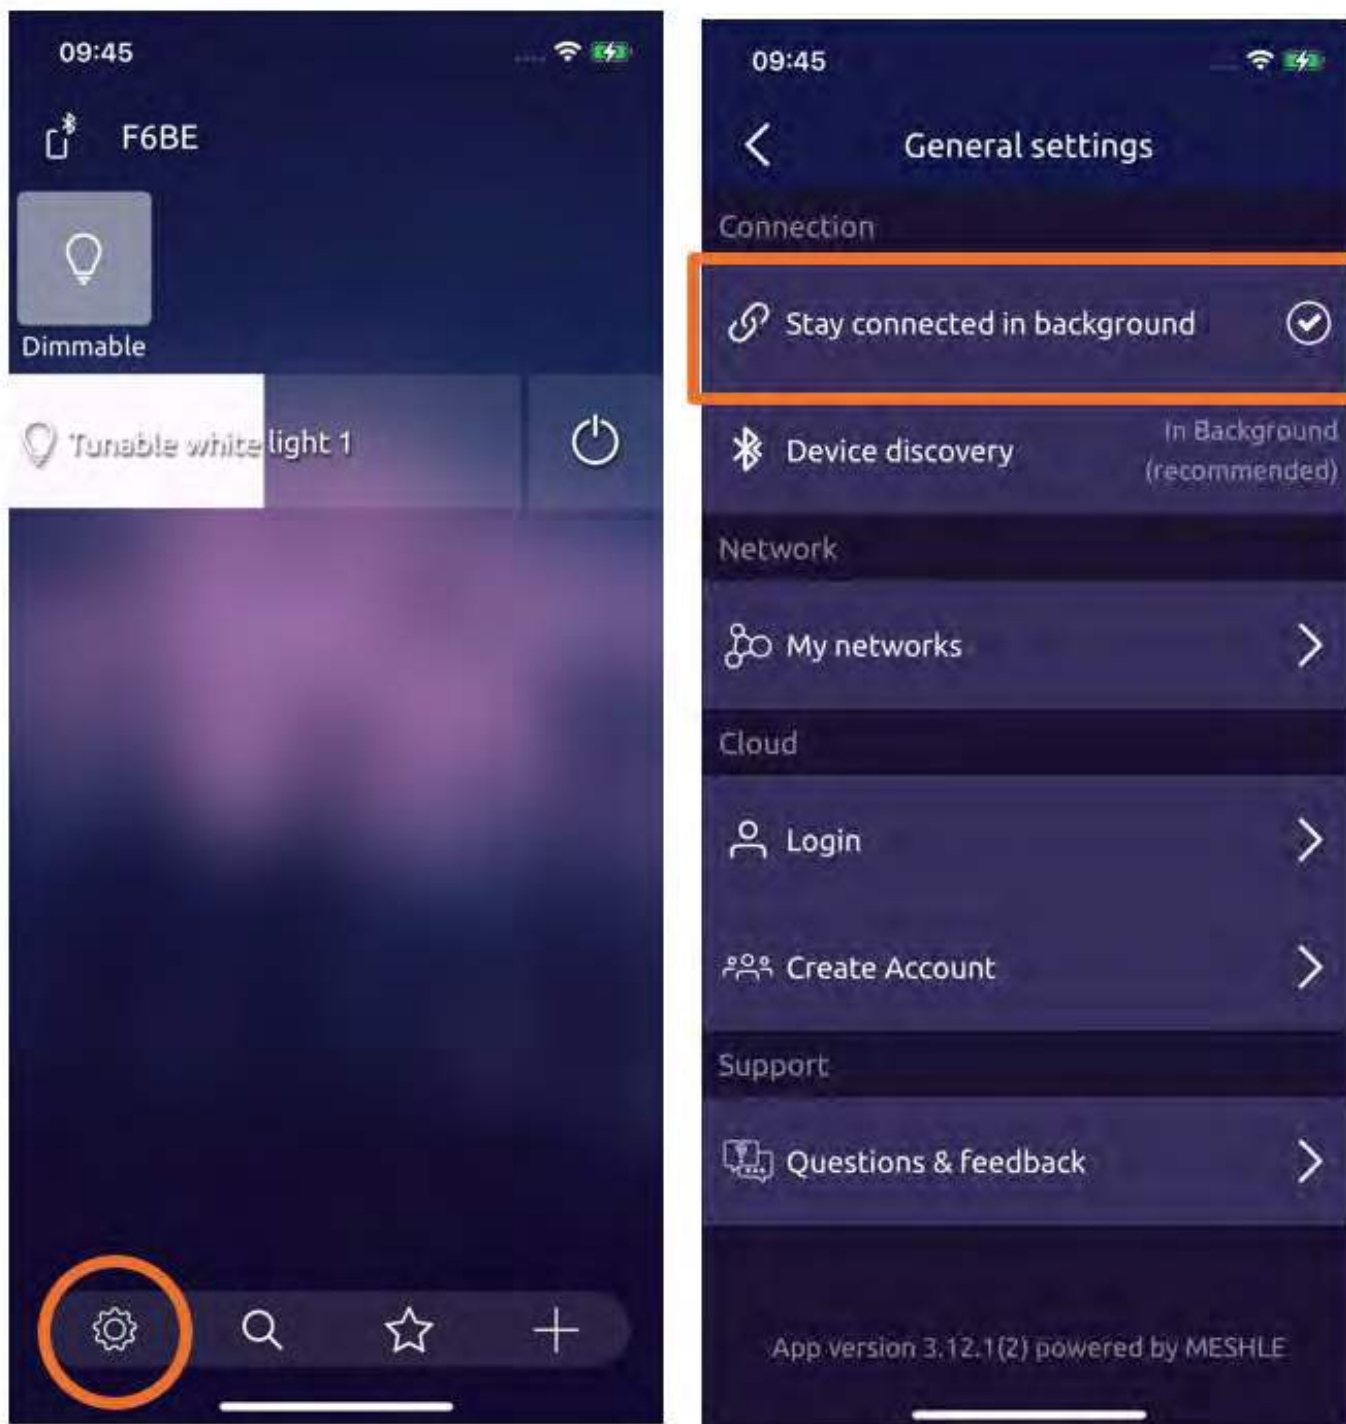 09:45
F6BE
Dimmable
Tunable white light 1
09:45
General settings
Connection
Stay connected in background
Device discovery
In Background
(recommended)
Network
My networks
Cloud
Login
Create Account
Support
Questions & feedback
App version 3.12.1(2) powered by MESHLE